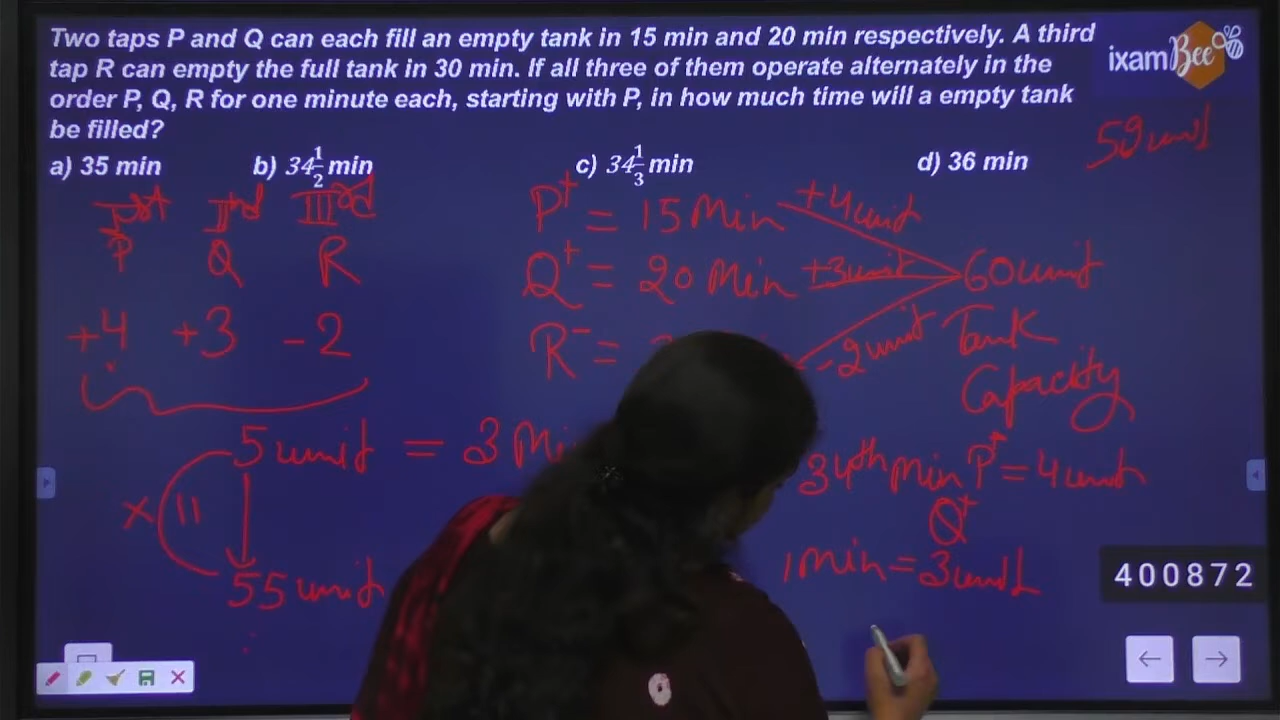 Two taps P and Q can each fill an empty tank in 15 min and 20 min respectively. A third
tap R can empty the full tank in 30 min. If all three of them operate alternately in the
order P, Q, R for one minute each, starting with P, in how much time will a empty tank
be filled?
ixamBee
59 unit
a) 35 min b) 34 1/2 min c) 34 1/3 min d) 36 min
Ist IInd IIIrd
P Q R
+4 +3 -2
5 unit = 3 Min
× 11
55 unit
P+ = 15 Min +4 unit
Q+ = 20 Min +3 unit 60 unit
R- = -2 unit Tank
Capacity
34th min P+ = 4 unit
Q+
1 min = 3 unit
400872